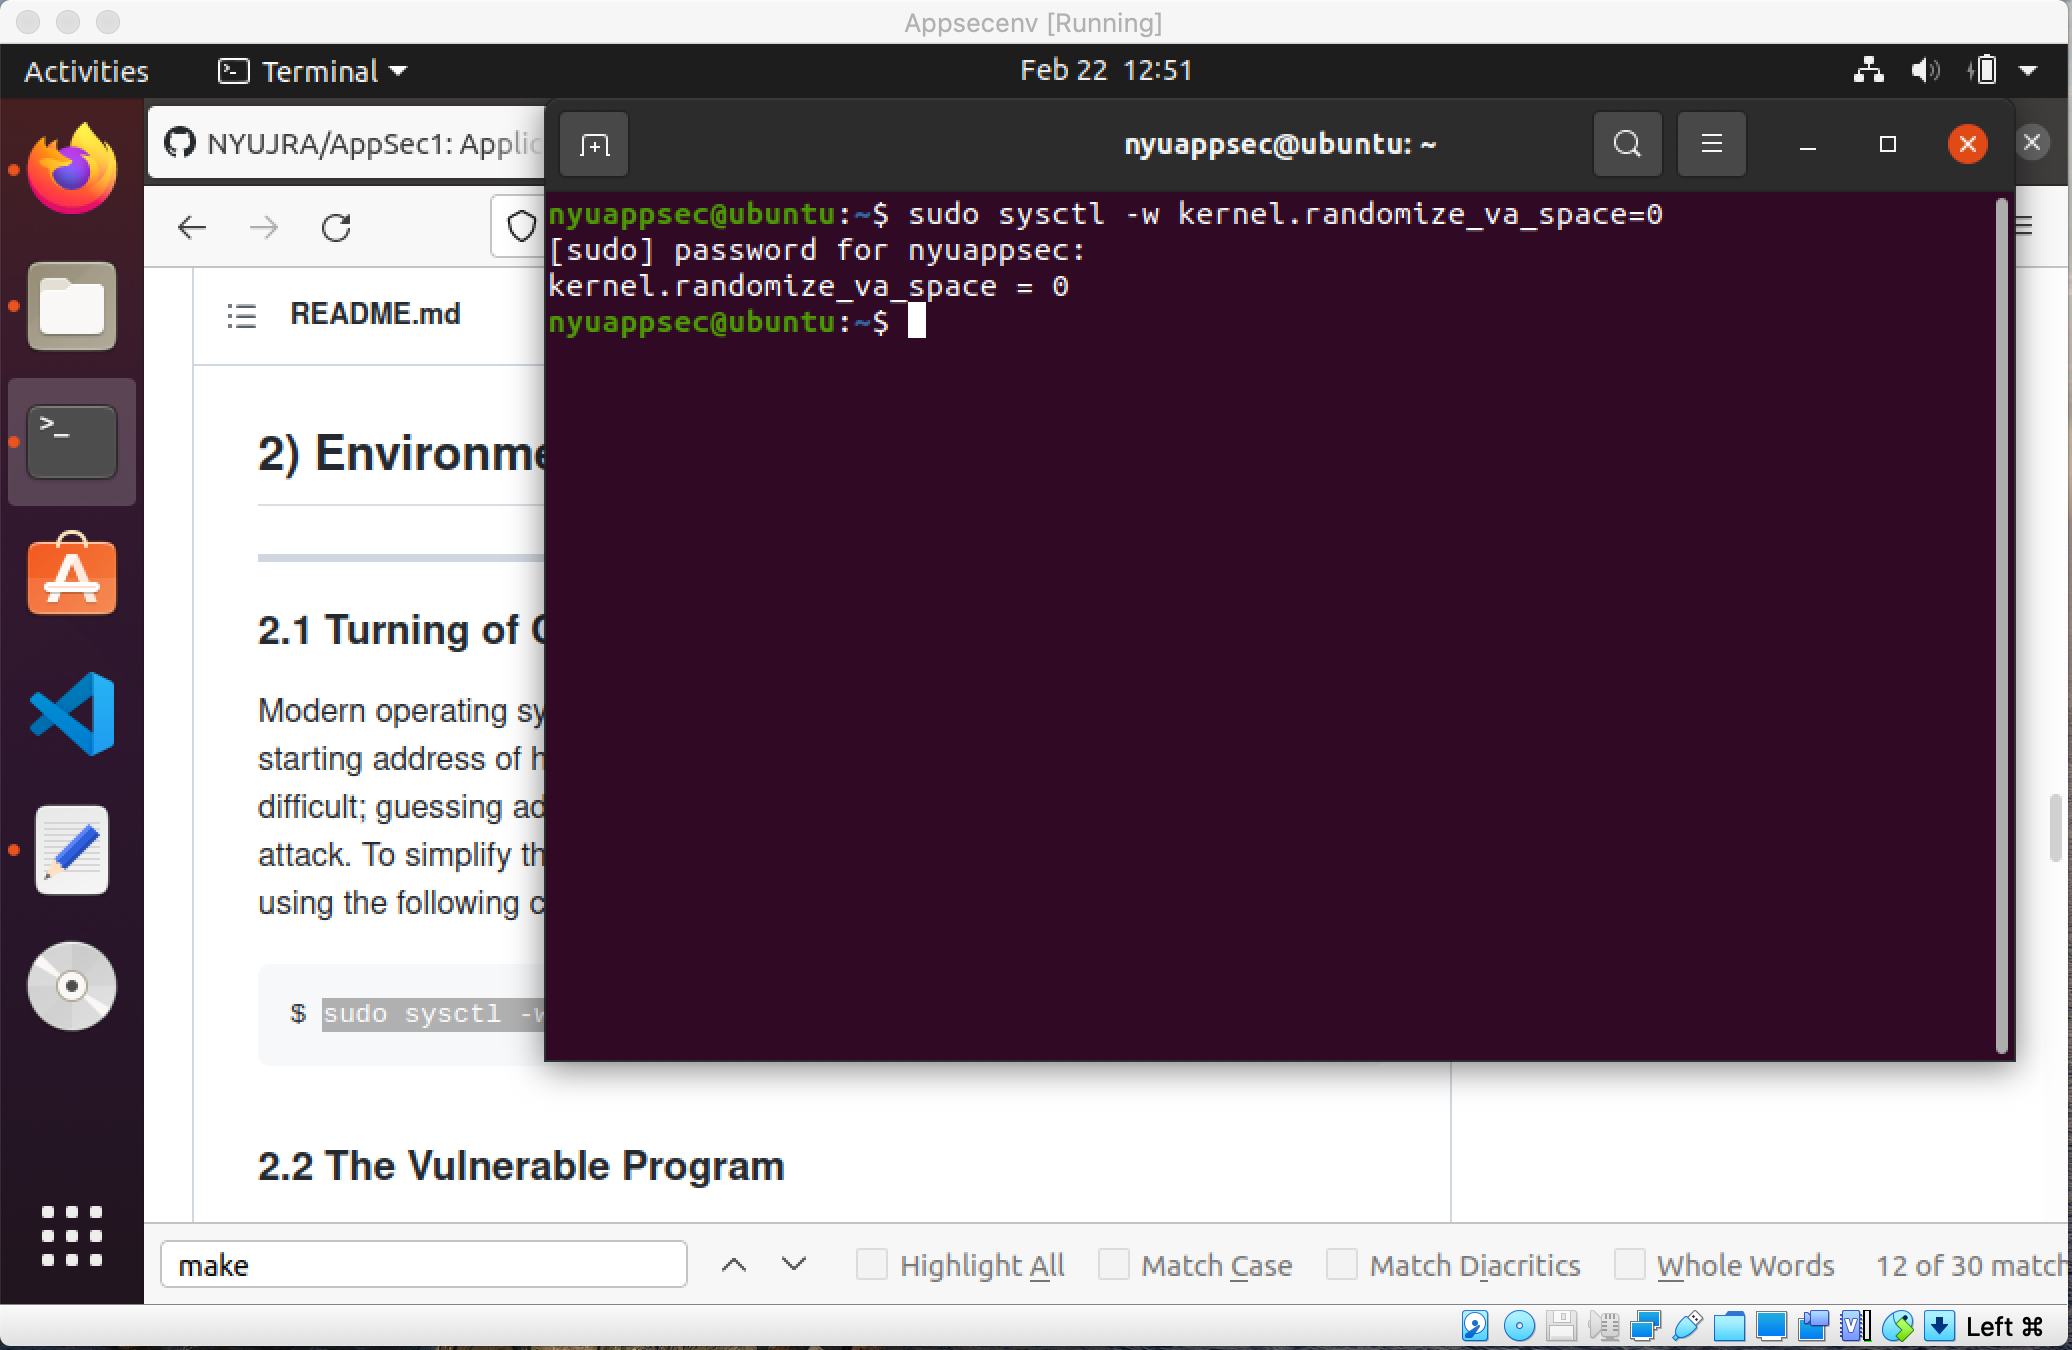 Appsecenv [Running]
Activities
Terminal
Feb 22 12:51
NYUJRA/AppSec1: Applic
nyuappsec@ubuntu: ~
nyuappsec@ubuntu:~$ sudo sysctl -w kernel.randomize_va_space=0
[sudo] password for nyuappsec:
kernel.randomize_va_space = 0
nyuappsec@ubuntu:~$
README.md
2) Environme
2.1 Turning of
Modern operating sy
starting address of h
difficult; guessing ad
attack. To simplify th
using the following c
$ sudo sysctl -w
2.2 The Vulnerable Program
make
Highlight All
Match Case
Match Diacritics
Whole Words
12 of 30 match
Left ⌘